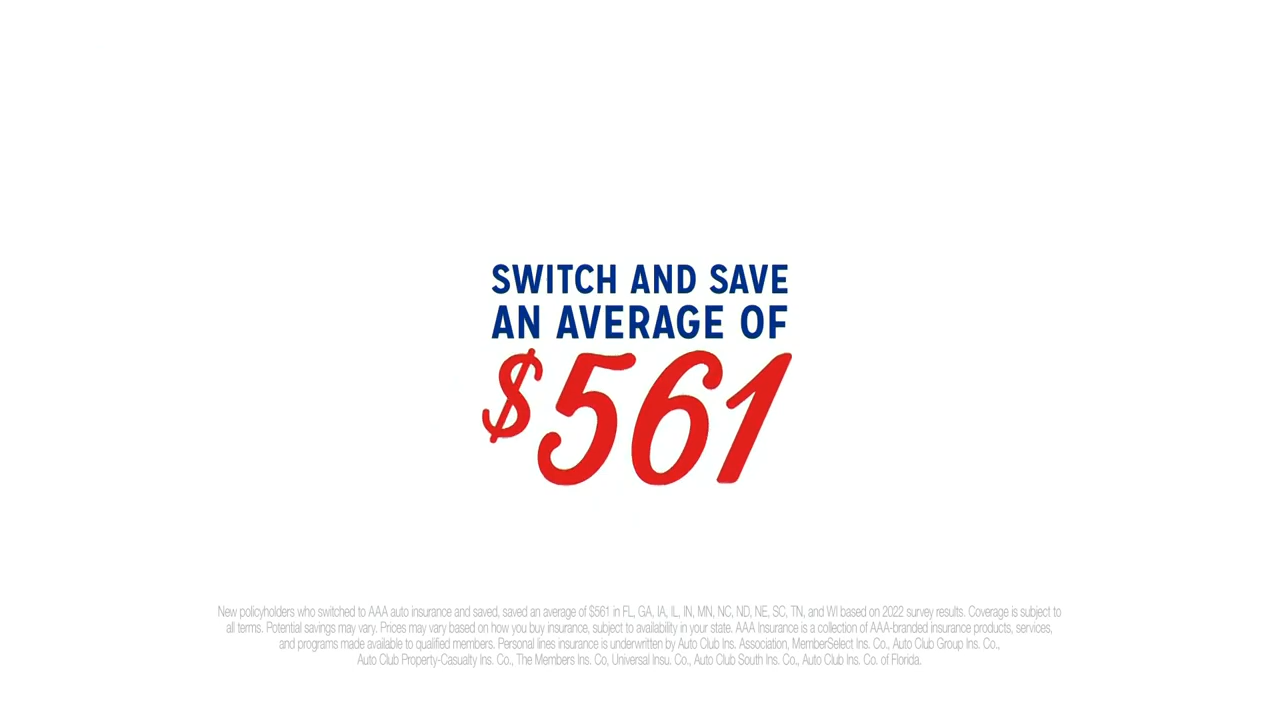 SWITCH AND SAVE
AN AVERAGE OF
$561
New policyholders who switched to AAA auto insurance and saved, saved an average of $561 in FL, GA, IA, IL, IN, MN, NC, ND, NE, SC, TN, and WI based on 2022 survey results. Coverage is subject to
all terms. Potential savings may vary. Prices may vary based on how you buy insurance, subject to availability in your state. AAA Insurance is a collection of AAA-branded insurance products, services,
and programs made available to qualified members. Personal lines insurance is underwritten by Auto Club Ins. Association, MemberSelect Ins. Co., Auto Club Group Ins. Co.,
Auto Club Property-Casualty Ins. Co., The Members Ins. Co, Universal Insu. Co., Auto Club South Ins. Co., Auto Club Ins. Co. of Florida.